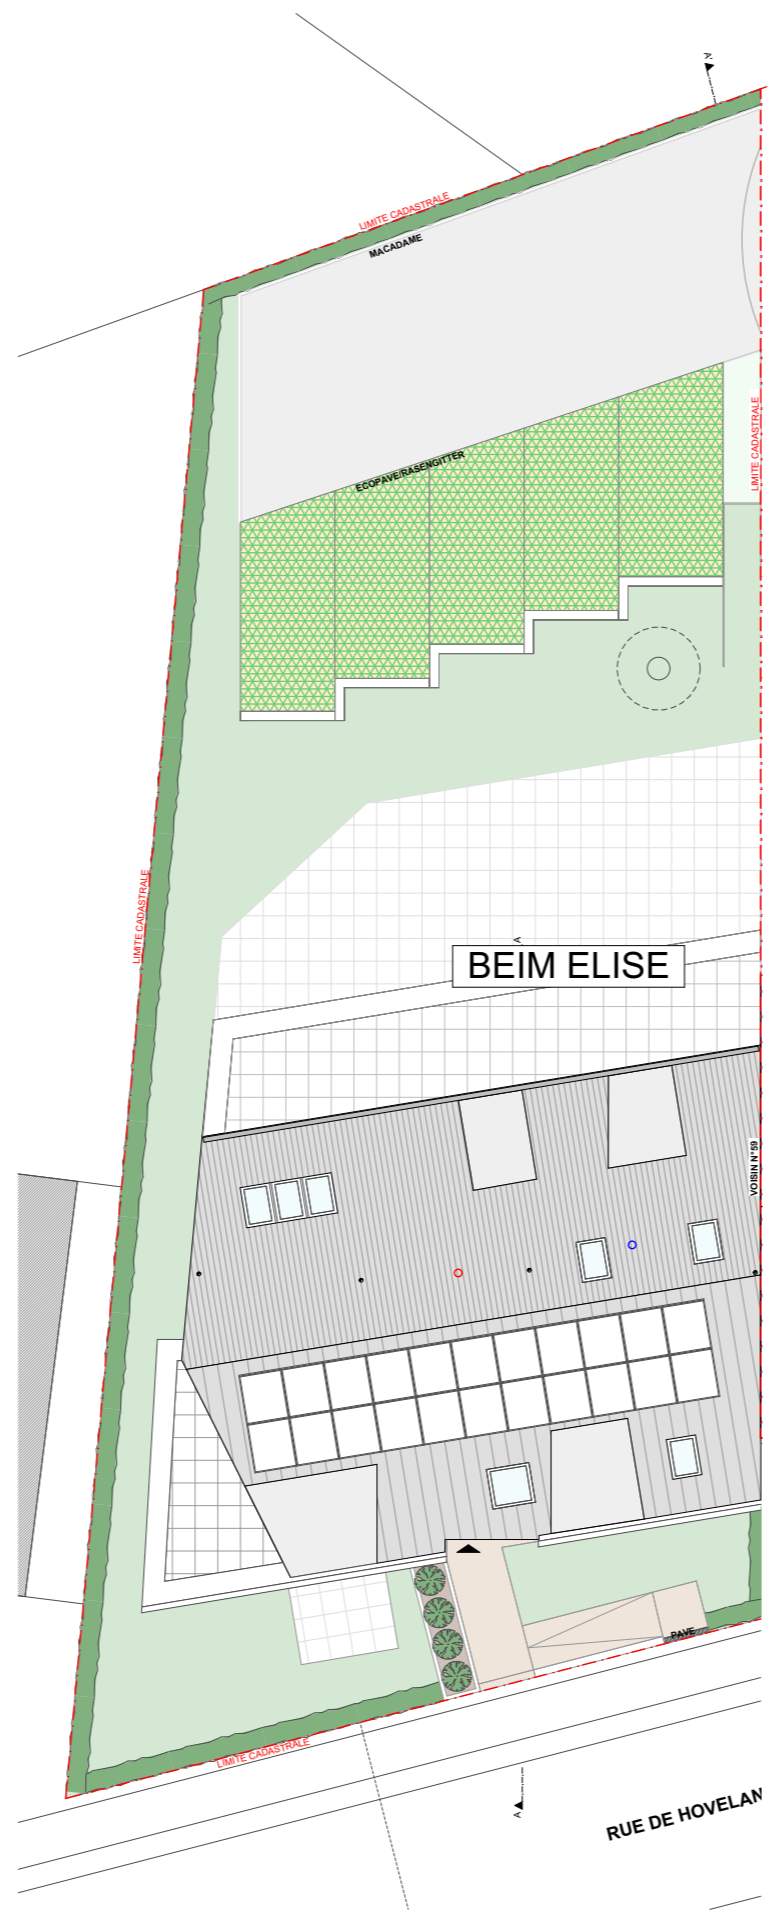 A'
LIMITE CADASTRALE
MACADAME
LIMITE CADASTRALE
ECOPAVE/RASENGITTER
LIMITE CADASTRALE
A
BEIM ELISE
VOISIN N°59
PAVE
LIMITE CADASTRALE
A
RUE DE HOVELAN